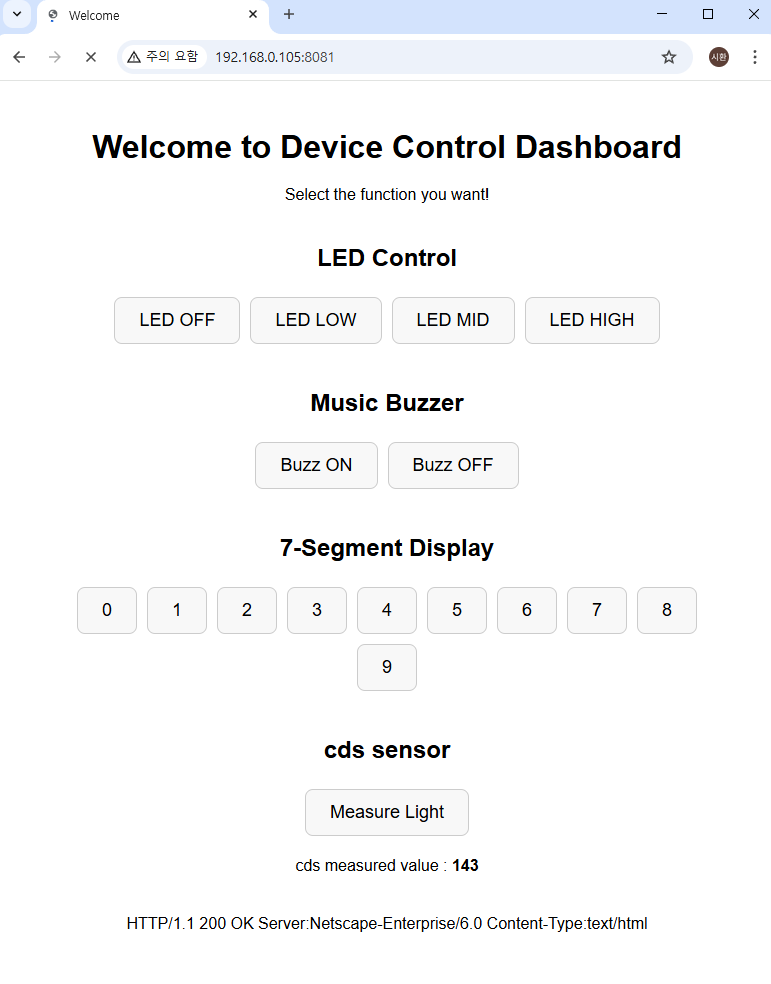 Welcome
주의 요함
192.168.0.105:8081
시환
Welcome to Device Control Dashboard
Select the function you want!
LED Control
LED OFF LED LOW LED MID LED HIGH
Music Buzzer
Buzz ON Buzz OFF
7-Segment Display
0 1 2 3 4 5 6 7 8
9
cds sensor
Measure Light
cds measured value : 143
HTTP/1.1 200 OK Server:Netscape-Enterprise/6.0 Content-Type:text/html